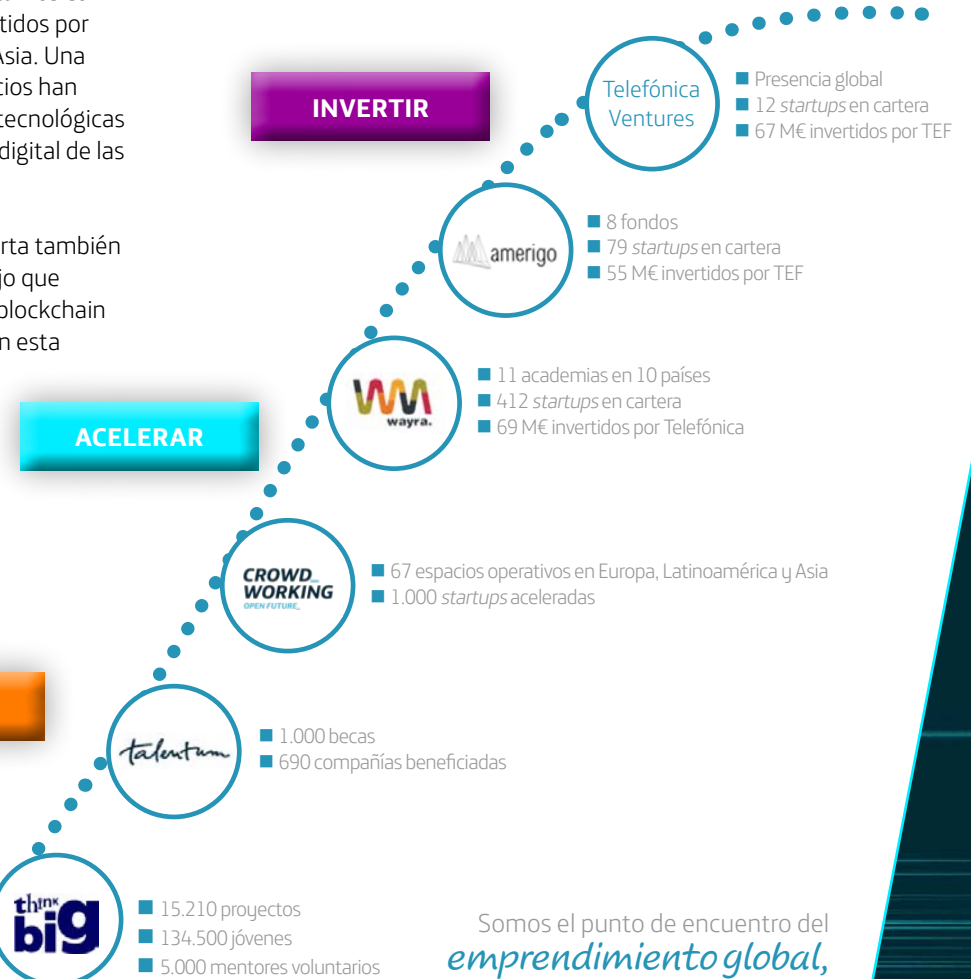 tidos por
Asia. Una
cios han
tecnológicas
digital de las
rta también
jo que
blockchain
n esta
INVERTIR
Telefónica
Ventures
Presencia global
12 startups en cartera
67 M€ invertidos por TEF
amerigo
8 fondos
79 startups en cartera
55 M€ invertidos por TEF
wayra.
11 academias en 10 países
412 startups en cartera
69 M€ invertidos por Telefónica
ACELERAR
CROWD_
WORKING
OPEN FUTURE_
67 espacios operativos en Europa, Latinoamérica y Asia
1.000 startups aceleradas
talentum
1.000 becas
690 compañías beneficiadas
think
big
15.210 proyectos
134.500 jóvenes
5.000 mentores voluntarios
Somos el punto de encuentro del
emprendimiento global,